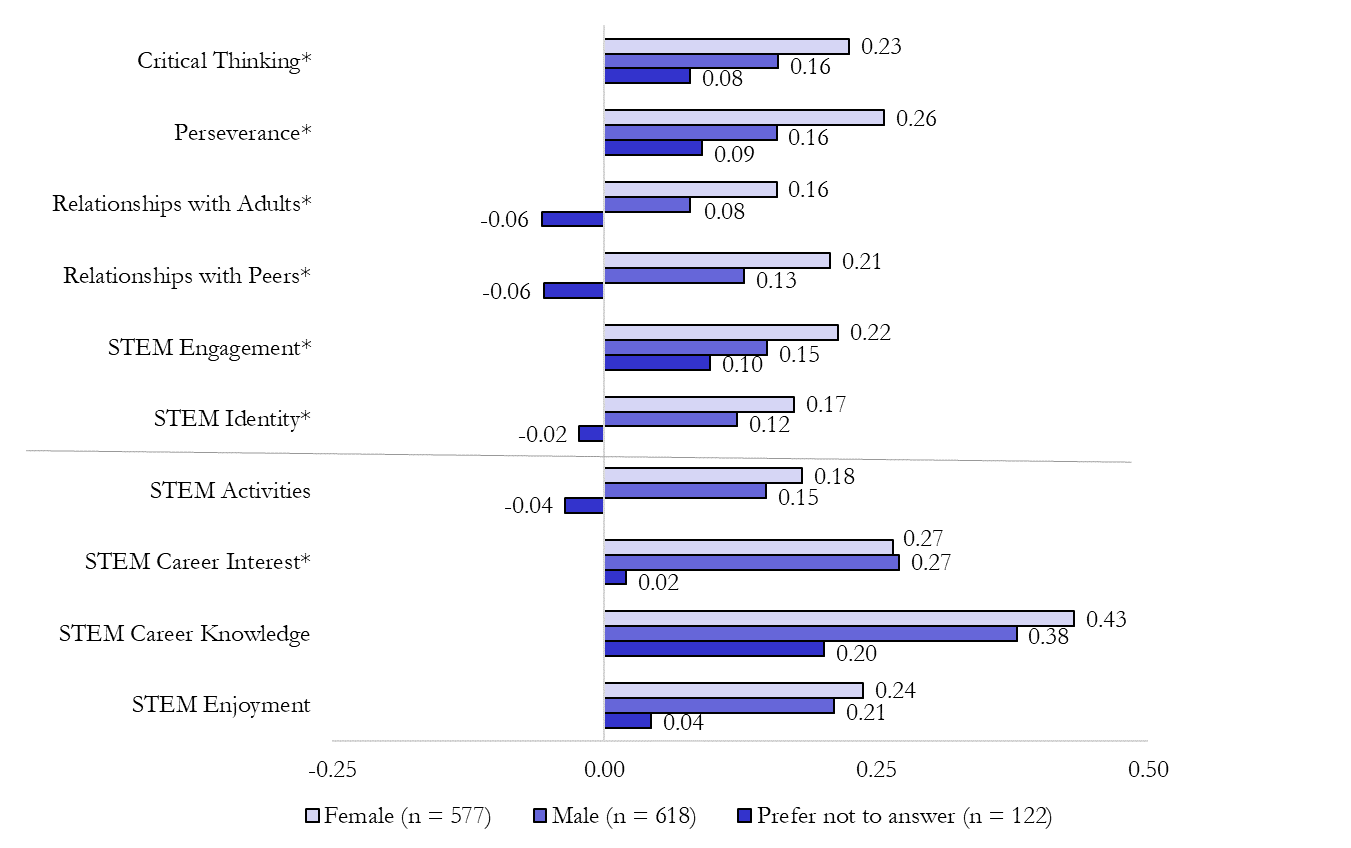 Critical Thinking*
0.23
0.16
0.08
Perseverance*
0.26
0.16
0.09
Relationships with Adults*
0.16
0.08
-0.06
Relationships with Peers*
0.21
0.13
-0.06
STEM Engagement*
0.22
0.15
0.10
STEM Identity*
0.17
0.12
-0.02
STEM Activities
0.18
0.15
-0.04
STEM Career Interest*
0.27
0.27
0.02
STEM Career Knowledge
0.43
0.38
0.20
STEM Enjoyment
0.24
0.21
0.04
-0.25 0.00 0.25 0.50
Female (n = 577) Male (n = 618) Prefer not to answer (n = 122)